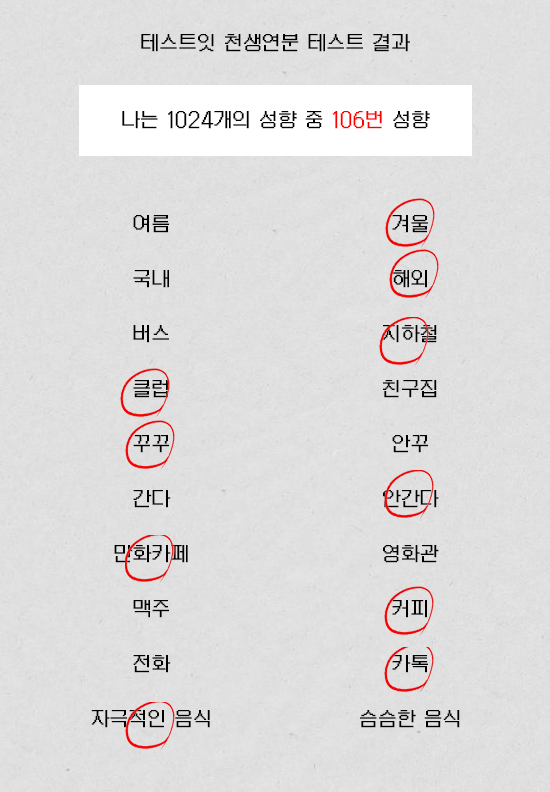 테스트잇 천생연분 테스트 결과
나는 1024개의 성향 중 106번 성향
여름 겨울
국내 해외
버스 지하철
클럽 친구집
꾸꾸 안꾸
간다 안간다
만화카페 영화관
맥주 커피
전화 카톡
자극적인 음식 슴슴한 음식